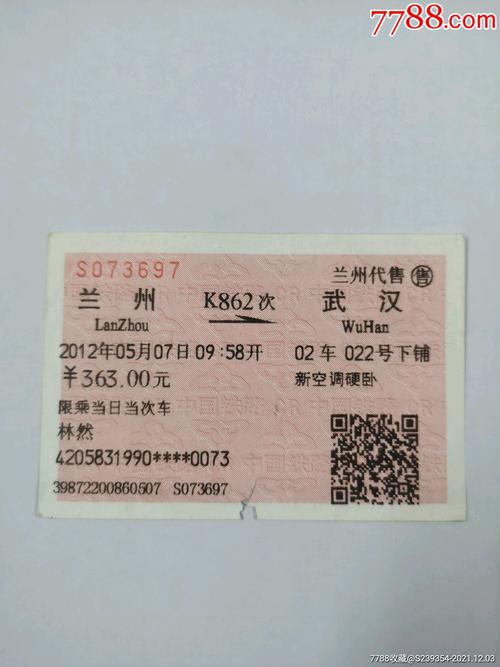 7788.com
S073697 兰州代售 售
兰州 K862次 武汉
LanZhou WuHan
2012年05月07日09:58开 02车 022号下铺
¥363.00元 新空调硬卧
限乘当日当次车
林然
4205831990****0073
39872200860507 S073697
7788收藏@S239354-2021.12.03